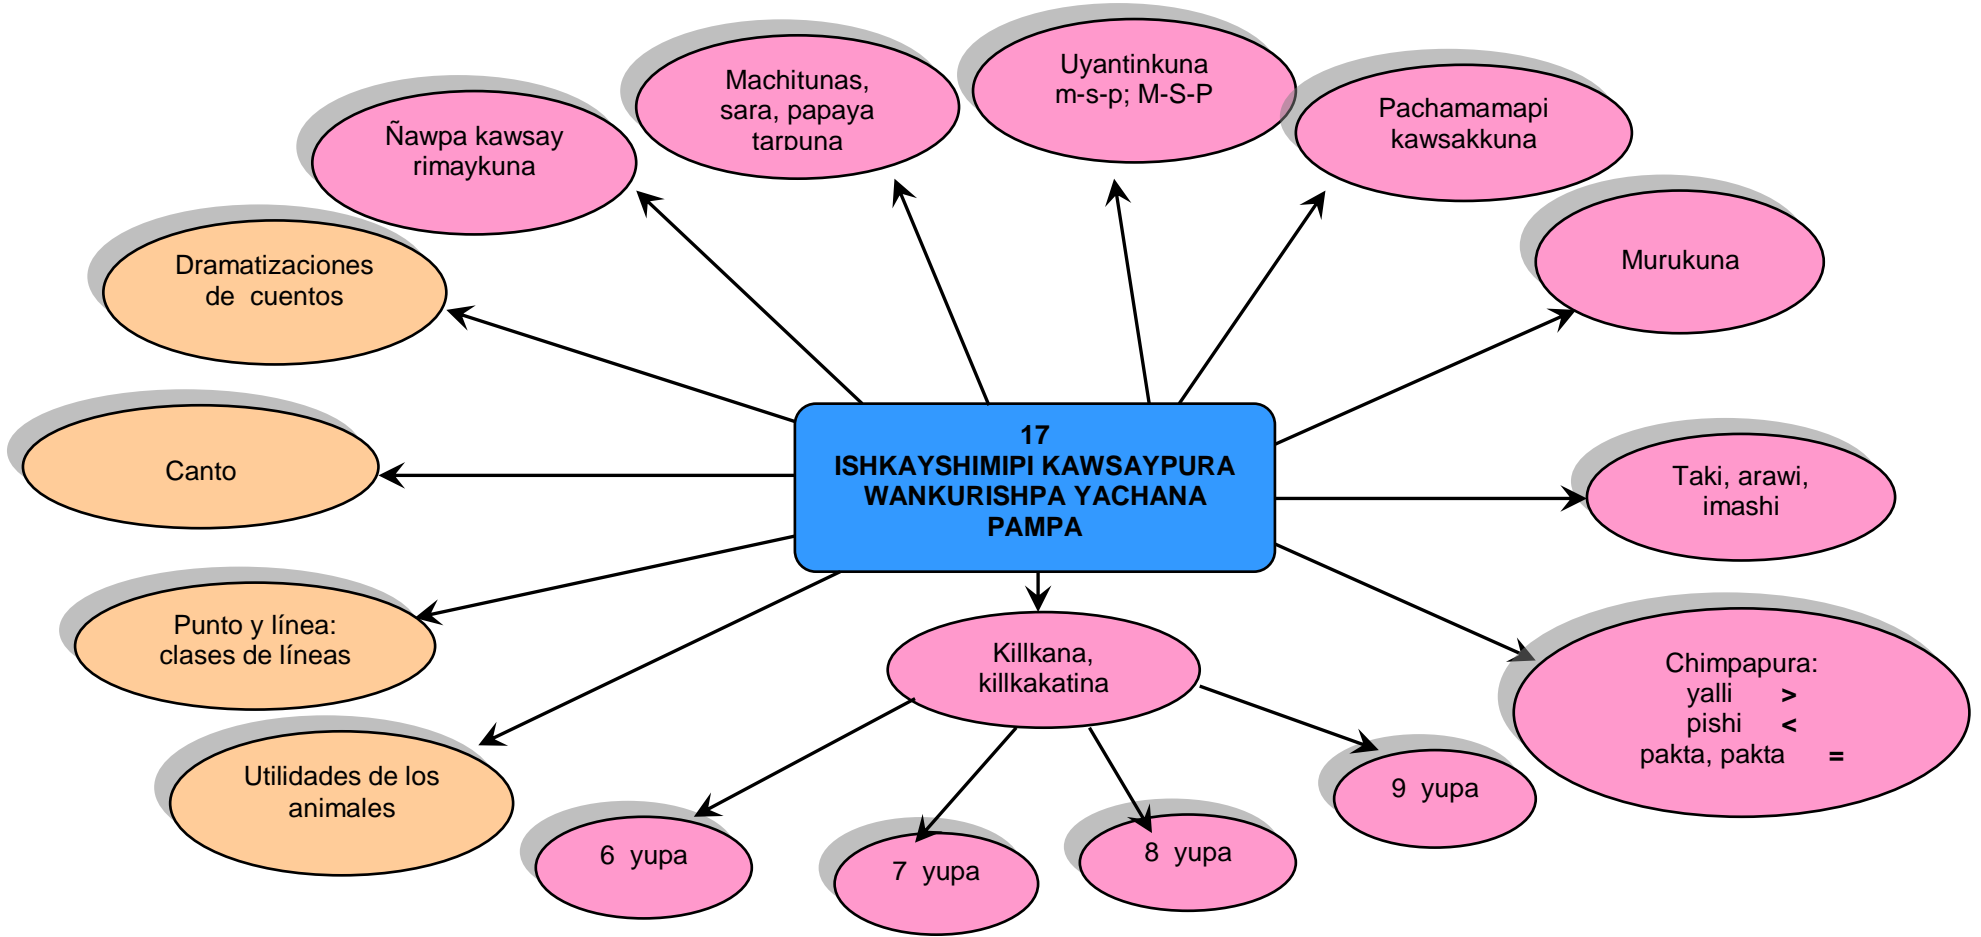 Uyantinkuna
m-s-p; M-S-P
Machitunas,
sara, papaya
tarpuna
Pachamamapi
kawsakkuna
Ñawpa kawsay
rimaykuna
Murukuna
Dramatizaciones
de cuentos
17
ISHKAYSHIMIPI KAWSAYPURA
WANKURISHPA YACHANA
PAMPA
Canto
Taki, arawi,
imashi
Punto y línea:
clases de líneas
Killkana,
killkakatina
Chimpapura:
yalli >
pishi <
pakta, pakta =
Utilidades de los
animales
6 yupa
7 yupa
8 yupa
9 yupa